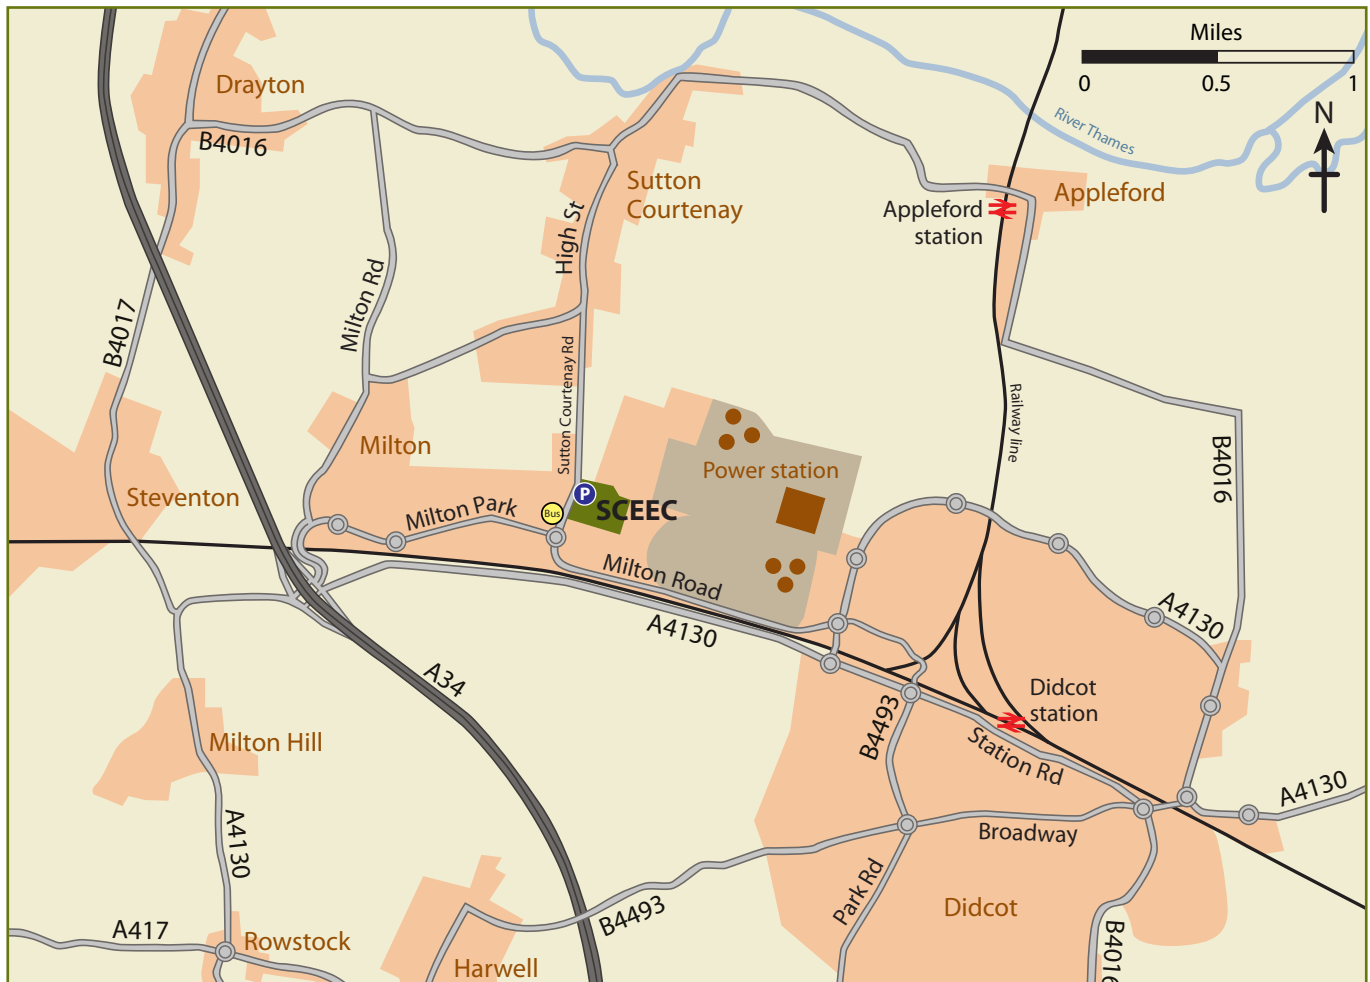 Miles
0 0.5 1
N
Drayton
B4016
River Thames
Sutton
Courtenay
Appleford
Appleford
station
High St
Milton Rd
B4017
Sutton Courtenay Rd
Railway line
B4016
Milton
Power station
Steventon
Milton Park
Bus
P
SCEEC
Milton Road
A4130
A4130
A34
Didcot
station
B4493
Station Rd
Milton Hill
A4130
A4130
Broadway
Park Rd
Didcot
B4493
A417
Rowstock
Harwell
B4016